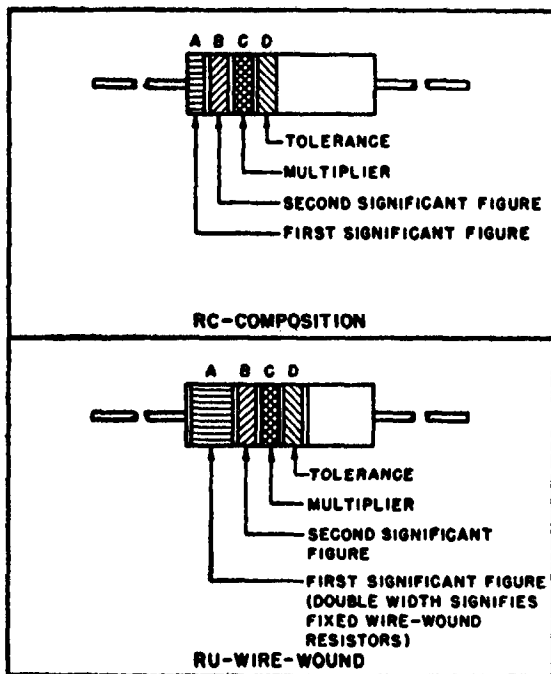 A B C D
TOLERANCE
MULTIPLIER
SECOND SIGNIFICANT FIGURE
FIRST SIGNIFICANT FIGURE
RC-COMPOSITION
A B C D
TOLERANCE
MULTIPLIER
SECOND SIGNIFICANT
FIGURE
FIRST SIGNIFICANT FIGURE
(DOUBLE WIDTH SIGNIFIES
FIXED WIRE-WOUND
RESISTORS)
RU-WIRE-WOUND